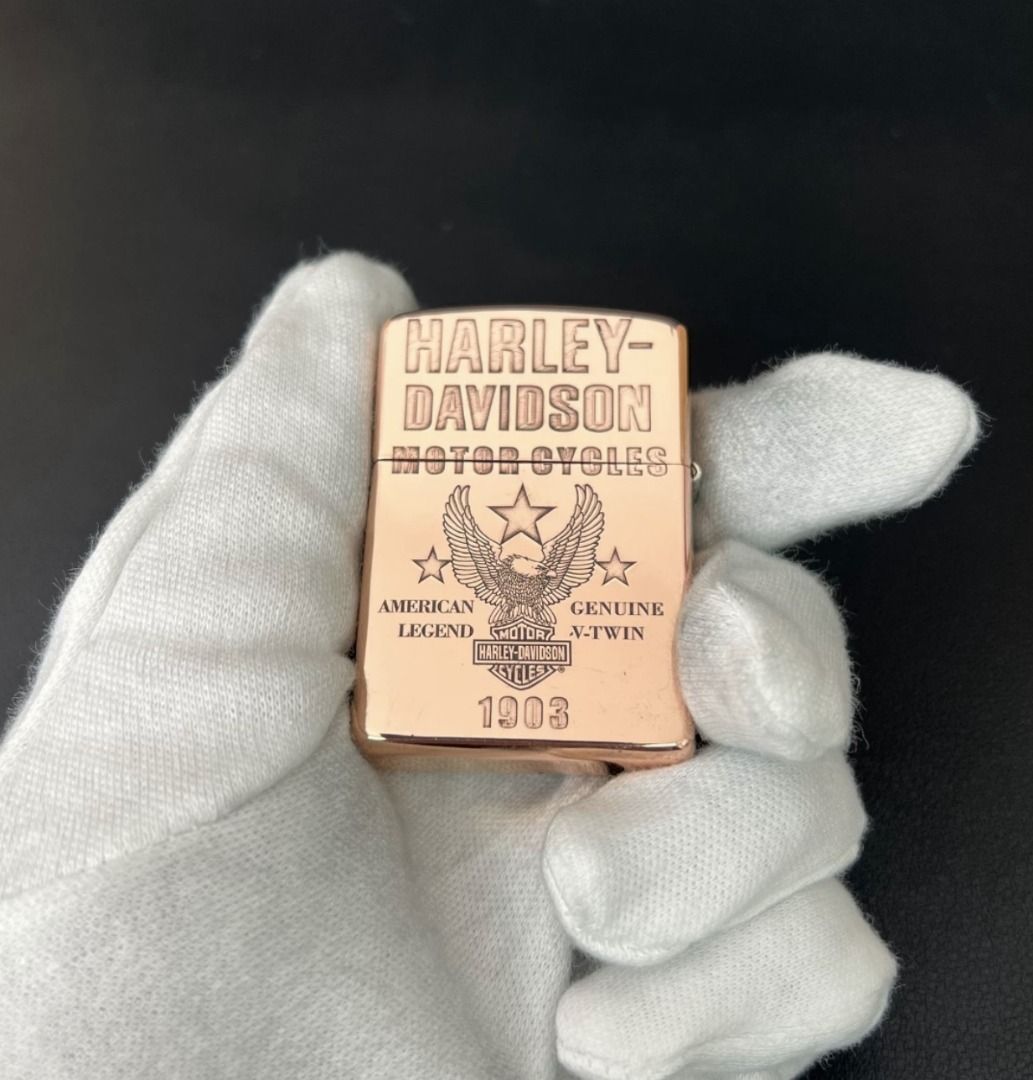 HARLEY-
DAVIDSON
MOTOR CYCLES
AMERICAN
LEGEND
GENUINE
V-TWIN
MOTOR
HARLEY-DAVIDSON
CYCLES
1903